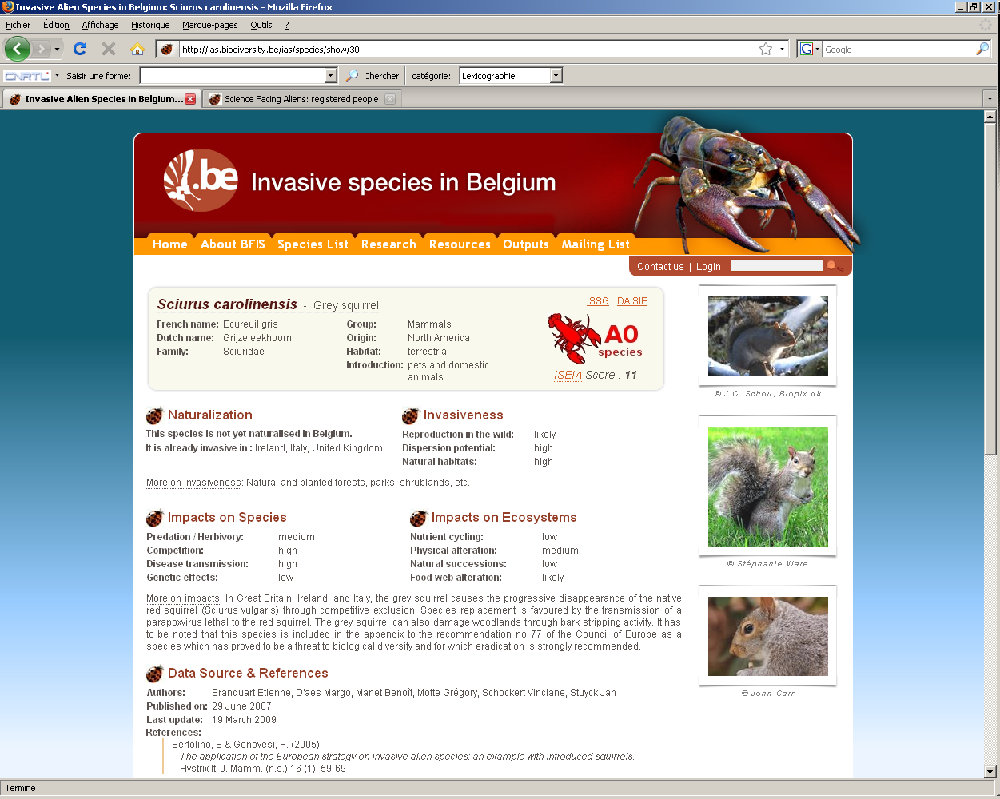 Invasive Alien Species in Belgium: Sciurus carolinensis - Mozilla Firefox
Fichier Édition Affichage Historique Marque-pages Outils ?
http://ias.biodiversity.be/ias/species/show/30
G Google
CNRTL Saisir une forme: Chercher catégorie: Lexicographie
Invasive Alien Species in Belgium... Science Facing Aliens: registered people
.be Invasive species in Belgium
Home About BFIS Species List Research Resources Outputs Mailing List
Contact us | Login |
Sciurus carolinensis - Grey squirrel
ISSG DAISIE
French name: Ecureuil gris
Dutch name: Grijze eekhoorn
Family: Sciuridae
Group: Mammals
Origin: North America
Habitat: terrestrial
Introduction: pets and domestic
animals
A0
species
ISEIA Score : 11
© J.C. Schou, Biopix.dk
Naturalization
This species is not yet naturalised in Belgium.
It is already invasive in : Ireland, Italy, United Kingdom
Invasiveness
Reproduction in the wild: likely
Dispersion potential: high
Natural habitats: high
More on invasiveness: Natural and planted forests, parks, shrublands, etc.
Impacts on Species
Predation / Herbivory: medium
Competition: high
Disease transmission: high
Genetic effects: low
Impacts on Ecosystems
Nutrient cycling: low
Physical alteration: medium
Natural successions: low
Food web alteration: likely
© Stéphanie Ware
More on impacts: In Great Britain, Ireland, and Italy, the grey squirrel causes the progressive disappearance of the native
red squirrel (Sciurus vulgaris) through competitive exclusion. Species replacement is favoured by the transmission of a
parapoxvirus lethal to the red squirrel. The grey squirrel can also damage woodlands through bark stripping activity. It has
to be noted that this species is included in the appendix to the recommendation no 77 of the Council of Europe as a
species which has proved to be a threat to biological diversity and for which eradication is strongly recommended.
© John Carr
Data Source & References
Authors: Branquart Etienne, D'aes Margo, Manet Benoît, Motte Grégory, Schockert Vinciane, Stuyck Jan
Published on: 29 June 2007
Last update: 19 March 2009
References:
Bertolino, S & Genovesi, P. (2005)
The application of the European strategy on invasive alien species: an example with introduced squirrels.
Hystrix It. J. Mamm. (n.s.) 16 (1): 59-69
Terminé